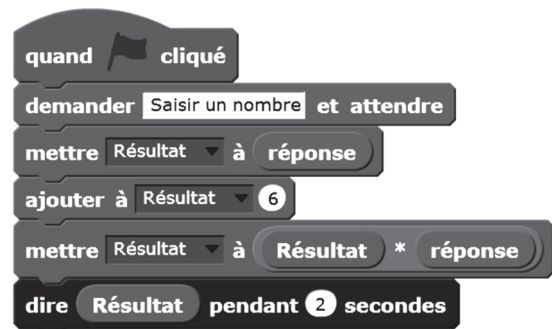 quand cliqué
demander Saisir un nombre et attendre
mettre Résultat à réponse
ajouter à Résultat 6
mettre Résultat à Résultat * réponse
dire Résultat pendant 2 secondes